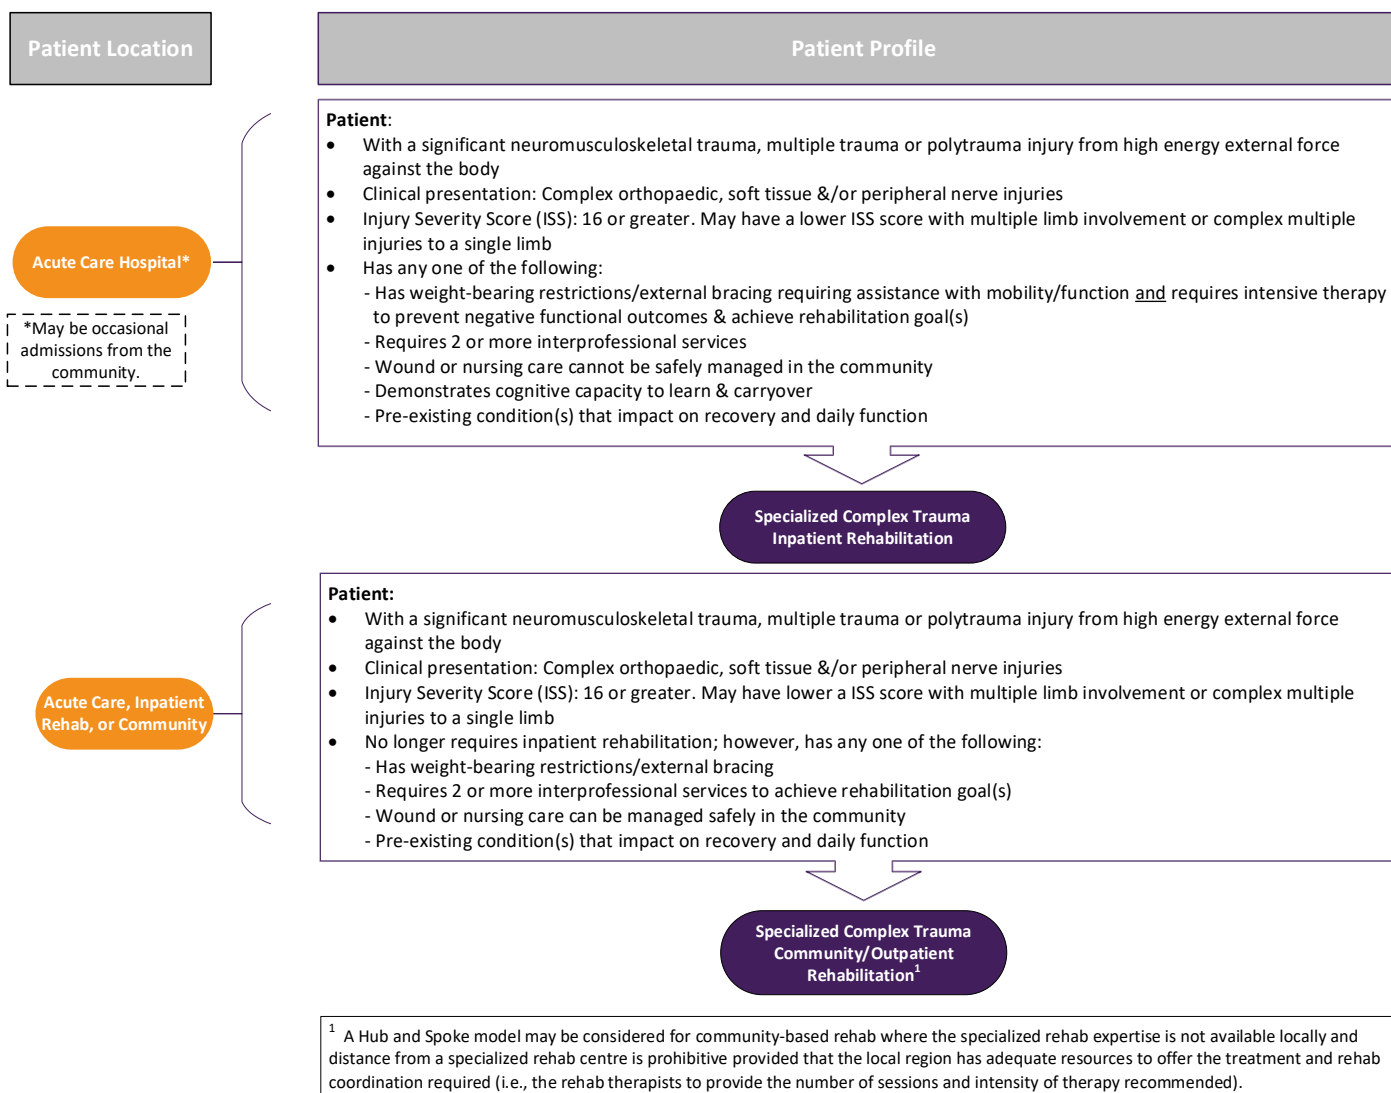 Patient Location
Patient Profile
Patient:
• With a significant neuromusculoskeletal trauma, multiple trauma or polytrauma injury from high energy external force
against the body
• Clinical presentation: Complex orthopaedic, soft tissue &/or peripheral nerve injuries
• Injury Severity Score (ISS): 16 or greater. May have a lower ISS score with multiple limb involvement or complex multiple
injuries to a single limb
• Has any one of the following:
- Has weight-bearing restrictions/external bracing requiring assistance with mobility/function and requires intensive therapy
to prevent negative functional outcomes & achieve rehabilitation goal(s)
- Requires 2 or more interprofessional services
- Wound or nursing care cannot be safely managed in the community
- Demonstrates cognitive capacity to learn & carryover
- Pre-existing condition(s) that impact on recovery and daily function
Acute Care Hospital*
*May be occasional
admissions from the
community.
Specialized Complex Trauma
Inpatient Rehabilitation
Patient:
• With a significant neuromusculoskeletal trauma, multiple trauma or polytrauma injury from high energy external force
against the body
• Clinical presentation: Complex orthopaedic, soft tissue &/or peripheral nerve injuries
• Injury Severity Score (ISS): 16 or greater. May have lower a ISS score with multiple limb involvement or complex multiple
injuries to a single limb
• No longer requires inpatient rehabilitation; however, has any one of the following:
- Has weight-bearing restrictions/external bracing
- Requires 2 or more interprofessional services to achieve rehabilitation goal(s)
- Wound or nursing care can be managed safely in the community
- Pre-existing condition(s) that impact on recovery and daily function
Acute Care, Inpatient
Rehab, or Community
Specialized Complex Trauma
Community/Outpatient
Rehabilitation1
1 A Hub and Spoke model may be considered for community-based rehab where the specialized rehab expertise is not available locally and
distance from a specialized rehab centre is prohibitive provided that the local region has adequate resources to offer the treatment and rehab
coordination required (i.e., the rehab therapists to provide the number of sessions and intensity of therapy recommended).